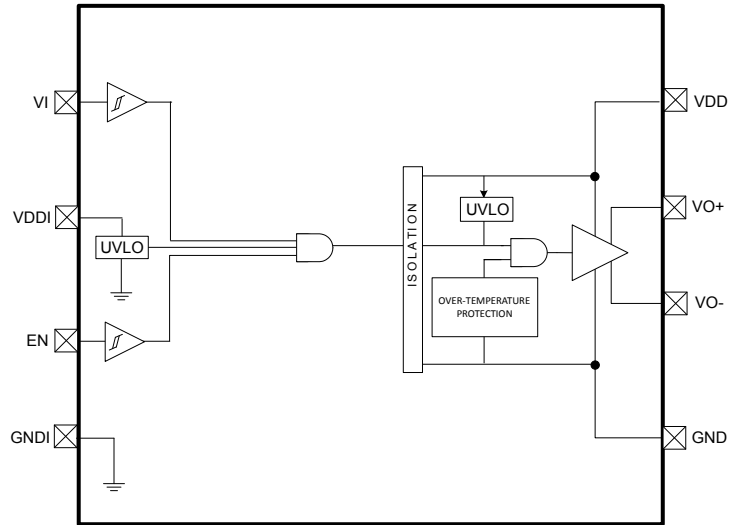 VI
VDDI
UVLO
EN
GNDI
ISOLATION
UVLO
OVER-TEMPERATURE
PROTECTION
VDD
VO+
VO-
GND